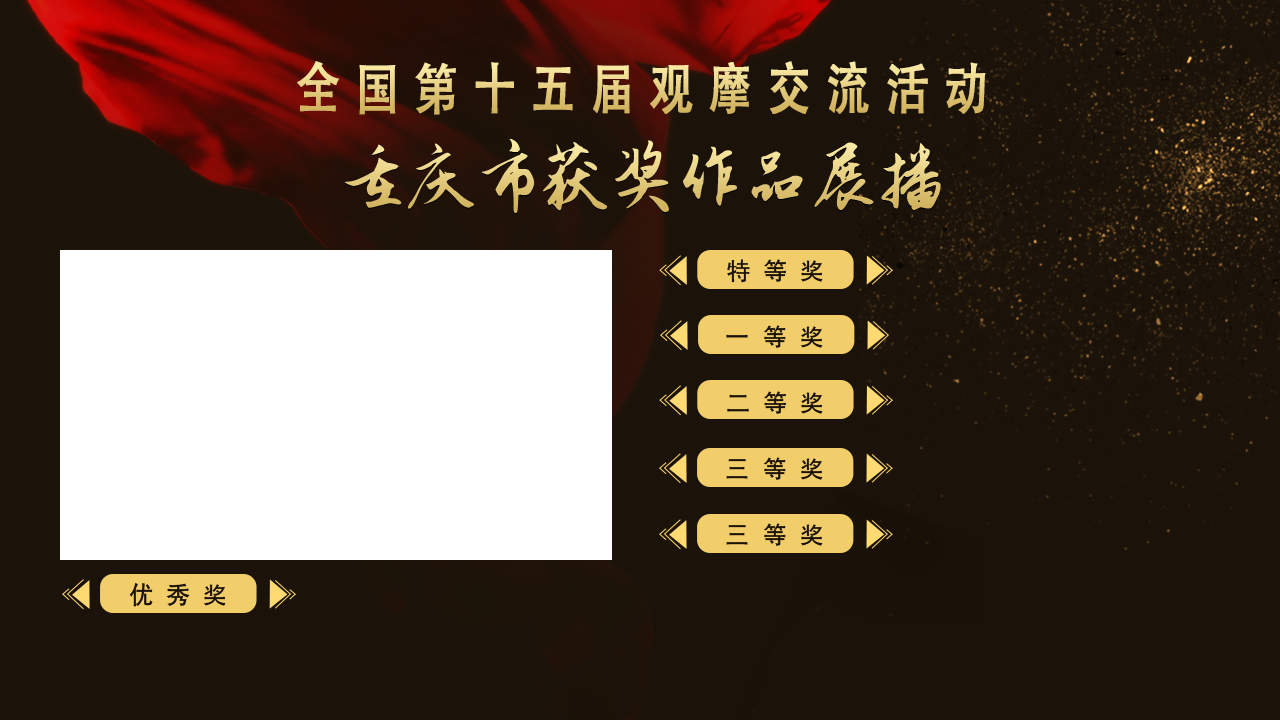 全国第十五届观摩交流活动
重庆市获奖作品展播
特等奖
一等奖
二等奖
三等奖
三等奖
优秀奖